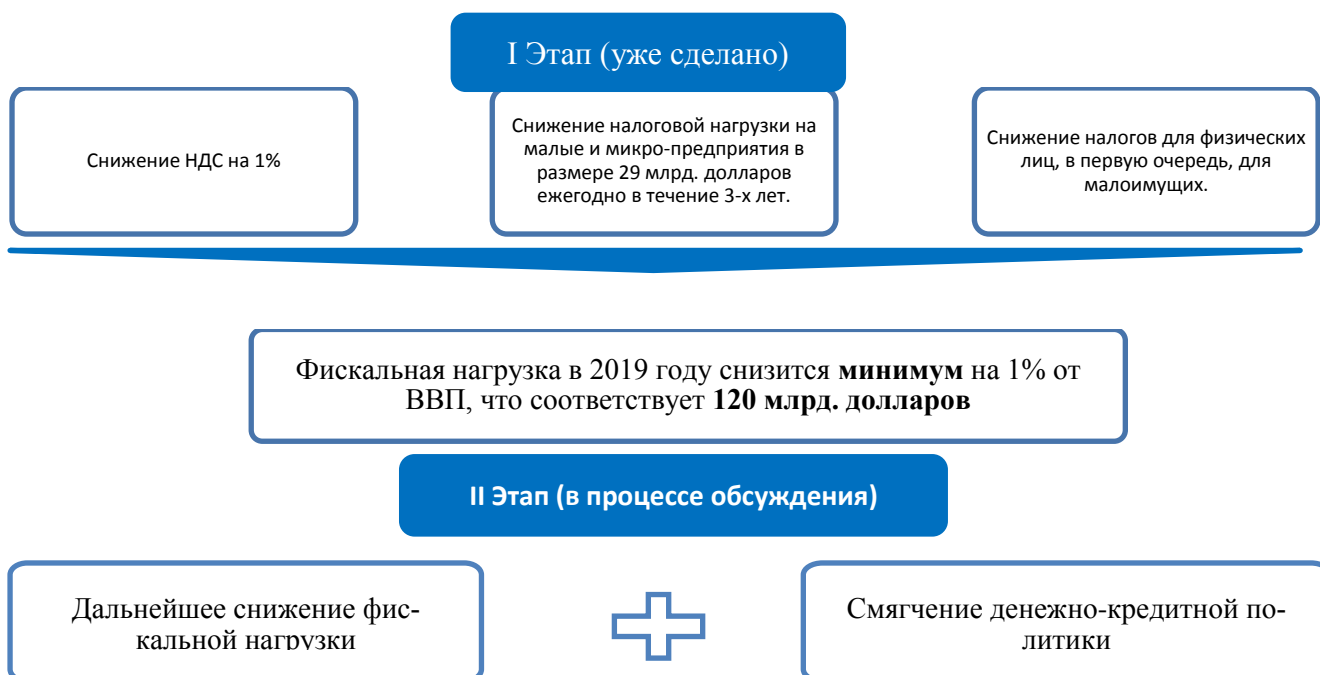 I Этап (уже сделано)
Снижение НДС на 1%
Снижение налоговой нагрузки на
малые и микро-предприятия в
размере 29 млрд. долларов
ежегодно в течение 3-х лет.
Снижение налогов для физических
лиц, в первую очередь, для
малоимущих.
Фискальная нагрузка в 2019 году снизится минимум на 1% от
ВВП, что соответствует 120 млрд. долларов
II Этап (в процессе обсуждения)
Дальнейшее снижение фис-
кальной нагрузки
Смягчение денежно-кредитной по-
литики